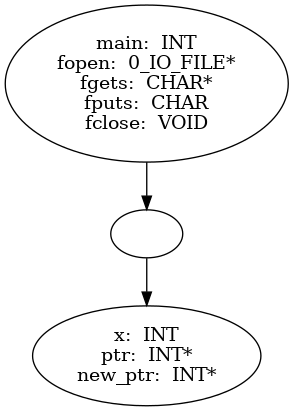 main: INT
fopen: 0_IO_FILE*
fgets: CHAR*
fputs: CHAR
fclose: VOID
x: INT
ptr: INT*
new_ptr: INT*